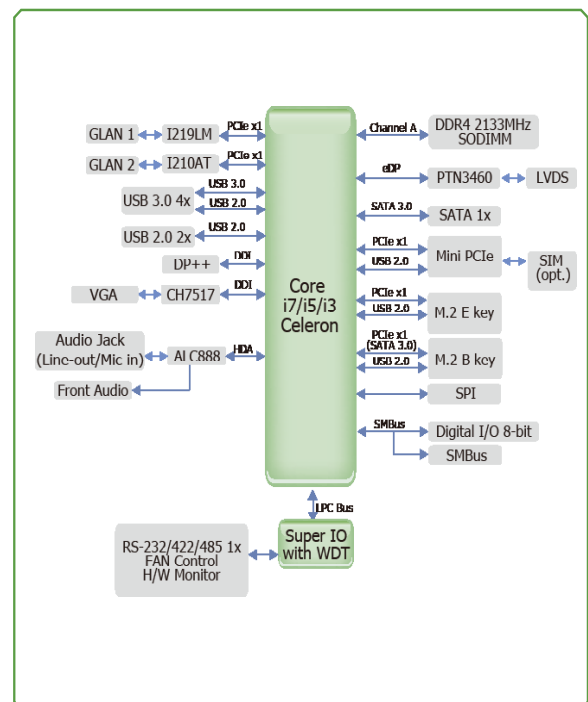 GLAN 1
I219LM
PCIe x1
GLAN 2
I210AT
PCIe x1
USB 3.0 4x
USB 3.0
USB 2.0
USB 2.0 2x
USB 2.0
DP++
DDI
VGA
CH7517
DDI
Audio Jack
(Line-out/Mic in)
ALC888
HDA
Front Audio
Core
i7/i5/i3
Celeron
Channel A
DDR4 2133MHz
SODIMM
eDP
PTN3460
LVDS
SATA 3.0
SATA 1x
PCIe x1
USB 2.0
Mini PCIe
SIM
(opt.)
PCIe x1
USB 2.0
M.2 E key
PCIe x1
(SATA 3.0)
USB 2.0
M.2 B key
SPI
SMBus
Digital I/O 8-bit
SMBus
LPC Bus
Super IO
with WDT
RS-232/422/485 1x
FAN Control
H/W Monitor